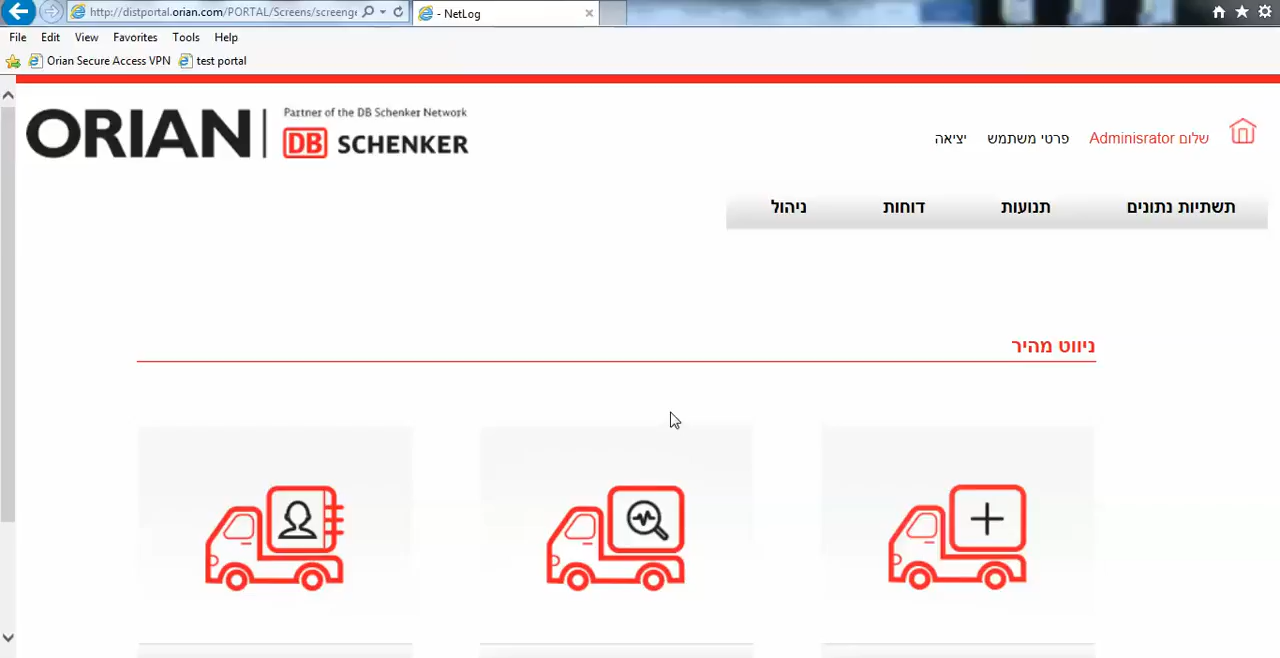 http://distportal.orian.com/PORTAL/Screens/screenge
- NetLog
File Edit View Favorites Tools Help
Orian Secure Access VPN test portal
ORIAN
Partner of the DB Schenker Network
DB SCHENKER
שלום Adminisrator פרטי משתמש יציאה
תשתיות נתונים תנועות דוחות ניהול
ניווט מהיר